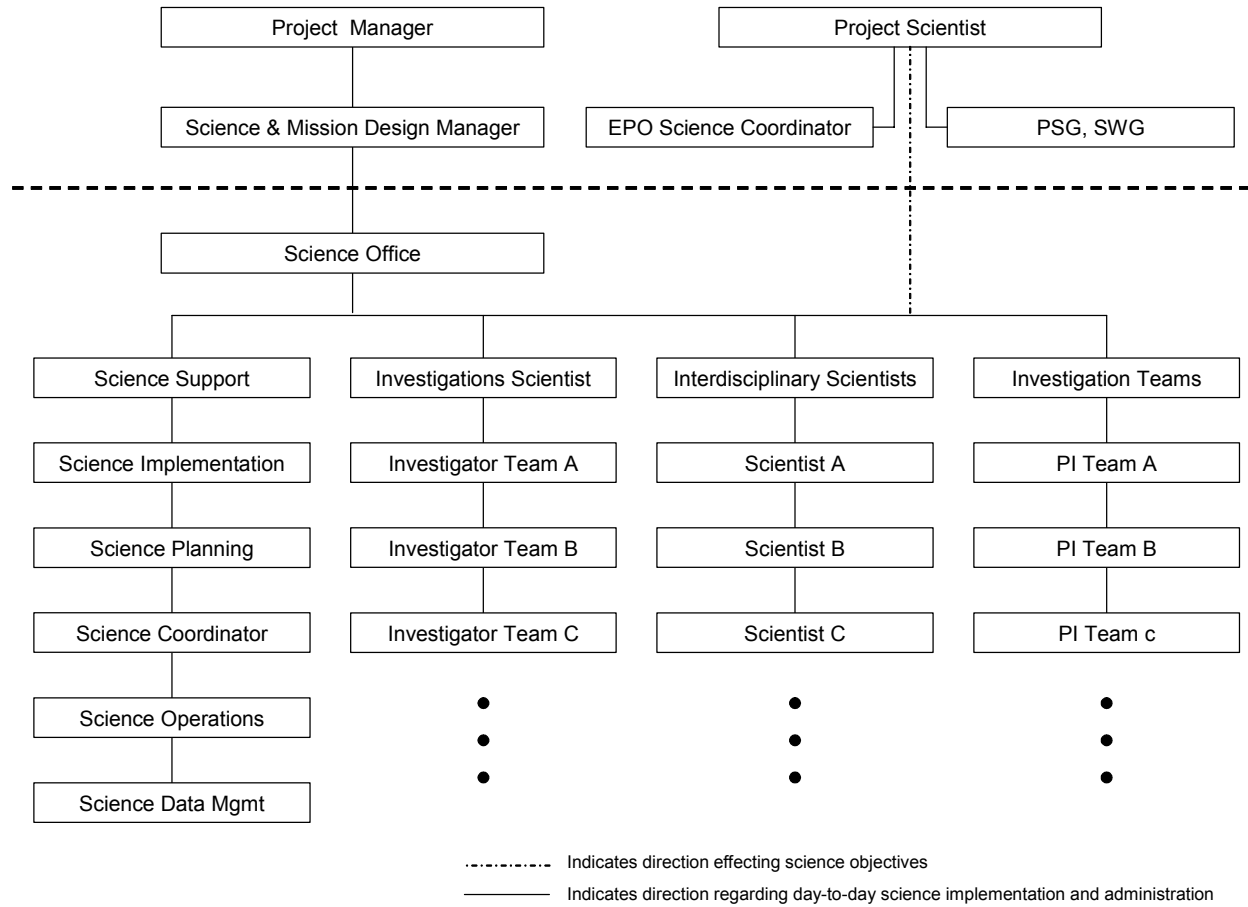 Project Manager
Project Scientist
Science & Mission Design Manager
EPO Science Coordinator
PSG, SWG
Science Office
Science Support
Investigations Scientist
Interdisciplinary Scientists
Investigation Teams
Science Implementation
Investigator Team A
Scientist A
PI Team A
Science Planning
Investigator Team B
Scientist B
PI Team B
Science Coordinator
Investigator Team C
Scientist C
PI Team c
Science Operations
Science Data Mgmt
Indicates direction effecting science objectives
Indicates direction regarding day-to-day science implementation and administration